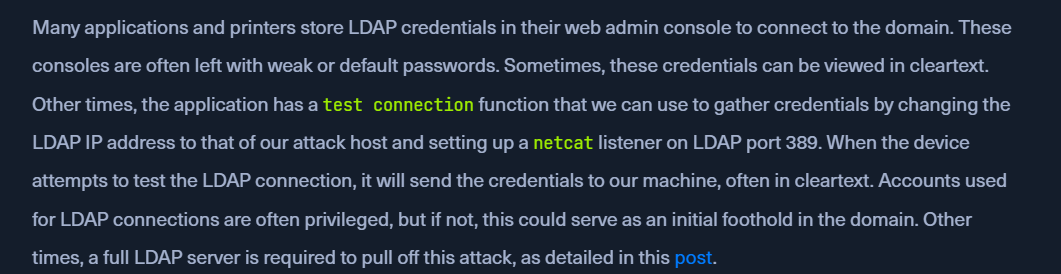 Many applications and printers store LDAP credentials in their web admin console to connect to the domain. These
consoles are often left with weak or default passwords. Sometimes, these credentials can be viewed in cleartext.
Other times, the application has a test connection function that we can use to gather credentials by changing the
LDAP IP address to that of our attack host and setting up a netcat listener on LDAP port 389. When the device
attempts to test the LDAP connection, it will send the credentials to our machine, often in cleartext. Accounts used
for LDAP connections are often privileged, but if not, this could serve as an initial foothold in the domain. Other
times, a full LDAP server is required to pull off this attack, as detailed in this post.